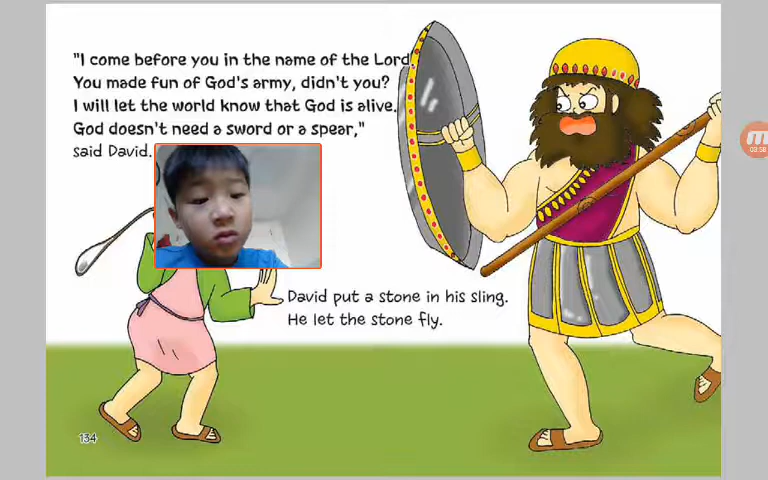 "I come before you in the name of the Lord.
You made fun of God's army, didn't you?
I will let the world know that God is alive.
God doesn't need a sword or a spear,"
said David.
David put a stone in his sling.
He let the stone fly.
134
03:58